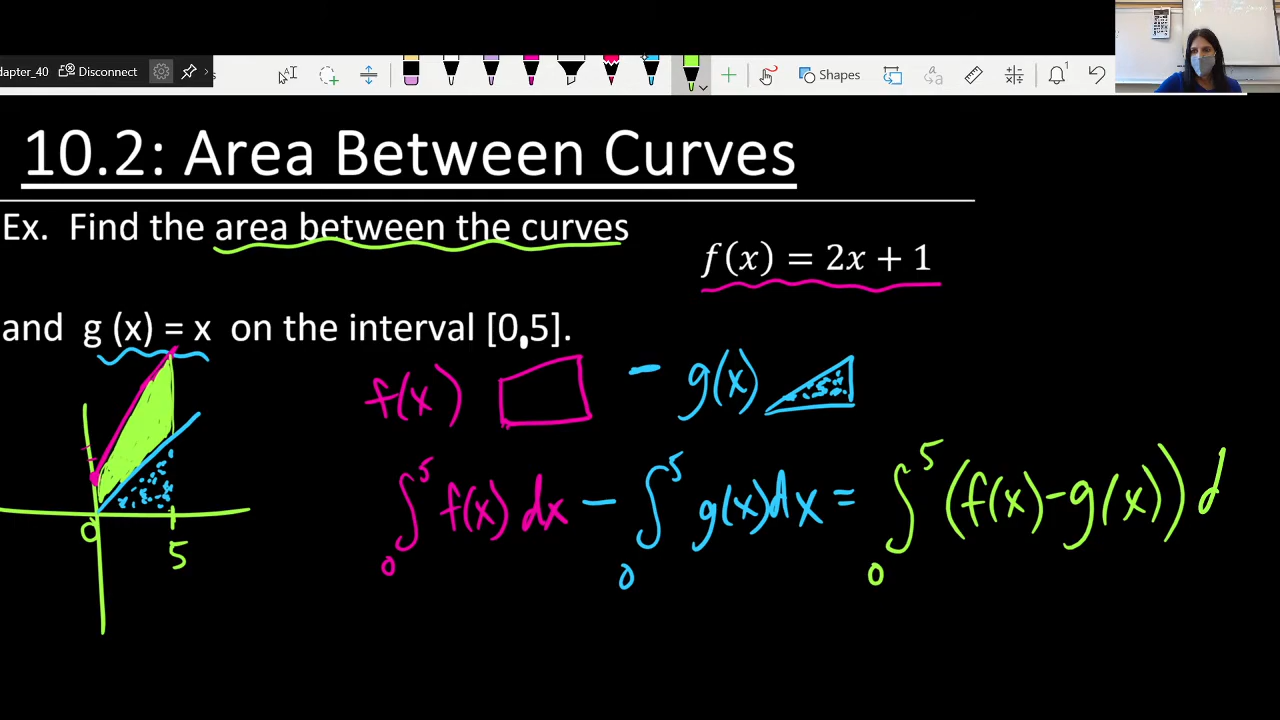 apter_40 Disconnect Shapes
10.2: Area Between Curves
Ex. Find the area between the curves
f(x) = 2x + 1
and g (x) = x on the interval [0,5].
f(x) - g(x)
∫₀⁵ f(x) dx - ∫₀⁵ g(x) dx = ∫₀⁵ (f(x) - g(x)) d
0
5